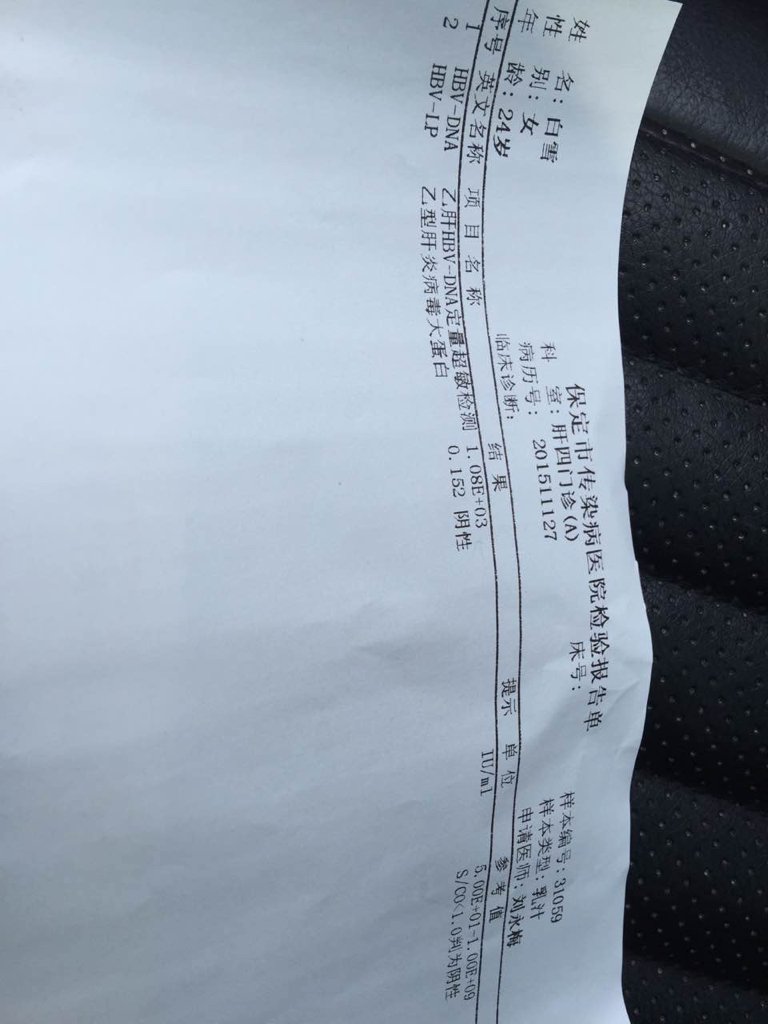 保定市传染病医院检验报告单
床号：
姓 名：白雪 科 室：肝四门诊(A) 样本编号：31059
性 别：女 病历号： 201511127 样本类型：乳汁
年 龄：24岁 临床诊断： 申请医师：刘永梅
序号 英文名称 项 目 名 称 结 果 提示 单 位 参 考 值
1 HBV-DNA 乙肝HBV-DNA定量超敏检测 1.08E+03 IU/ml 5.00E+01-1.00E+09
2 HBV-LP 乙型肝炎病毒大蛋白 0.152 阴性 S/CO<1.0判为阴性